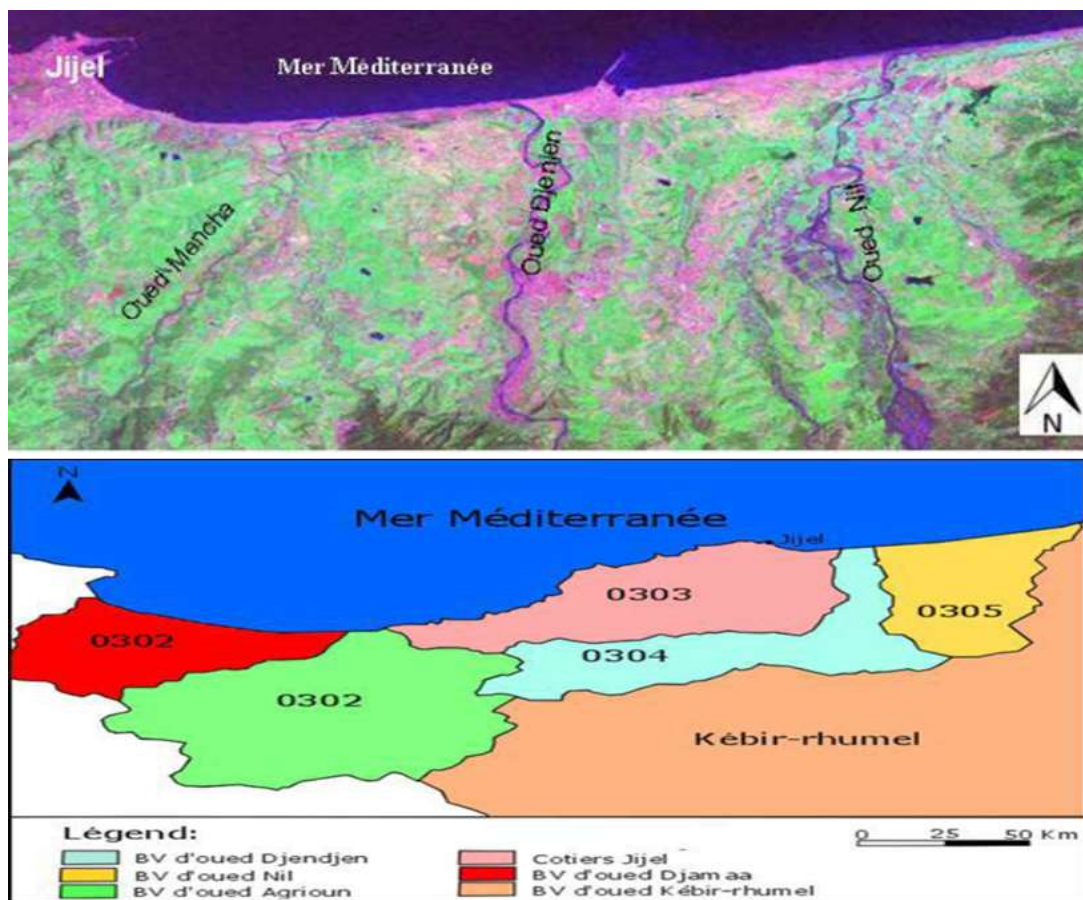 Jijel
Mer Méditerranée
Oued Mencha
Oued Djenjen
Oued Nil
N
N
Mer Méditerranée
Jijel
0303
0302
0305
0304
0302
Kébir-rhumel
Légend:
0 25 50 Km
BV d'oued Djendjen
Cotiers Jijel
BV d'oued Nil
BV d'oued Djamaa
BV d'oued Agrioun
BV d'oued Kébir-rhumel